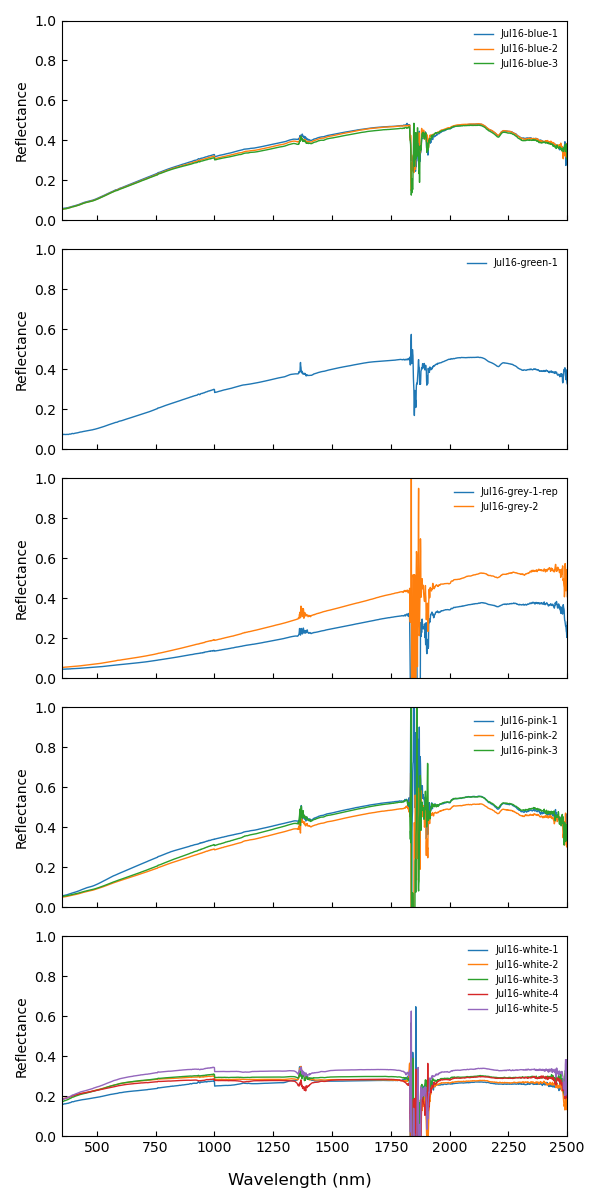 1.0
Jul16-blue-1
Jul16-blue-2
Jul16-blue-3
0.8
0.6
0.4
0.2
0.0
Reflectance
1.0
Jul16-green-1
0.8
0.6
0.4
0.2
0.0
Reflectance
1.0
Jul16-grey-1-rep
Jul16-grey-2
0.8
0.6
0.4
0.2
0.0
Reflectance
1.0
Jul16-pink-1
Jul16-pink-2
Jul16-pink-3
0.8
0.6
0.4
0.2
0.0
Reflectance
1.0
Jul16-white-1
Jul16-white-2
Jul16-white-3
Jul16-white-4
Jul16-white-5
0.8
0.6
0.4
0.2
0.0
Reflectance
500 750 1000 1250 1500 1750 2000 2250 2500
Wavelength (nm)